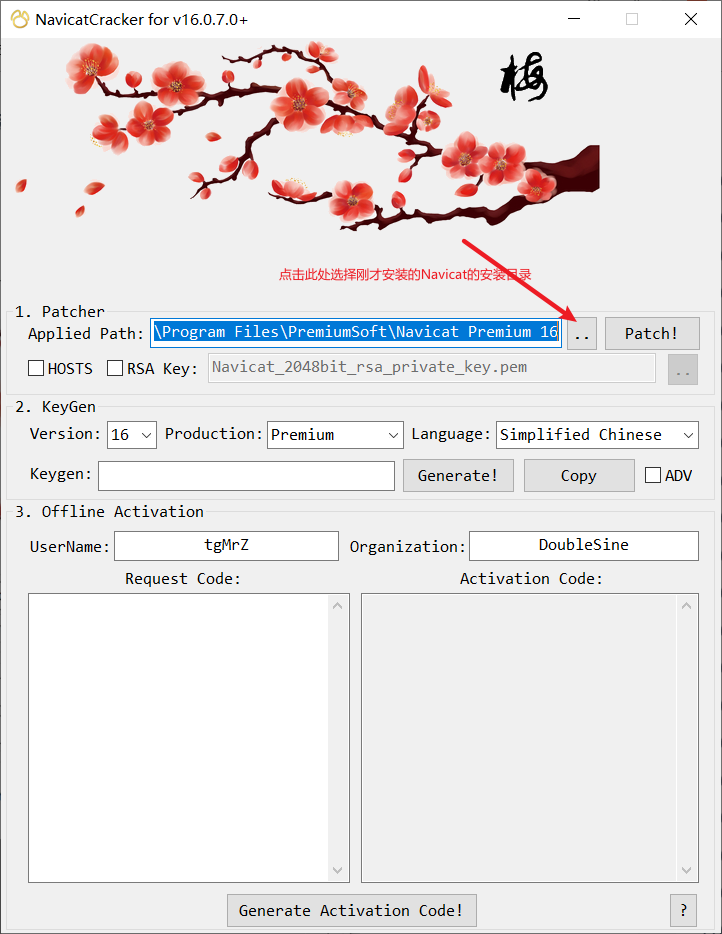 NavicatCracker for v16.0.7.0+
梅
点击此处选择刚才安装的Navicat的安装目录
1. Patcher
Applied Path: \Program Files\PremiumSoft\Navicat Premium 16 .. Patch!
HOSTS RSA Key: Navicat_2048bit_rsa_private_key.pem ..
2. KeyGen
Version: 16 Production: Premium Language: Simplified Chinese
Keygen: Generate! Copy ADV
3. Offline Activation
UserName: tgMrZ Organization: DoubleSine
Request Code: Activation Code:
Generate Activation Code! ?